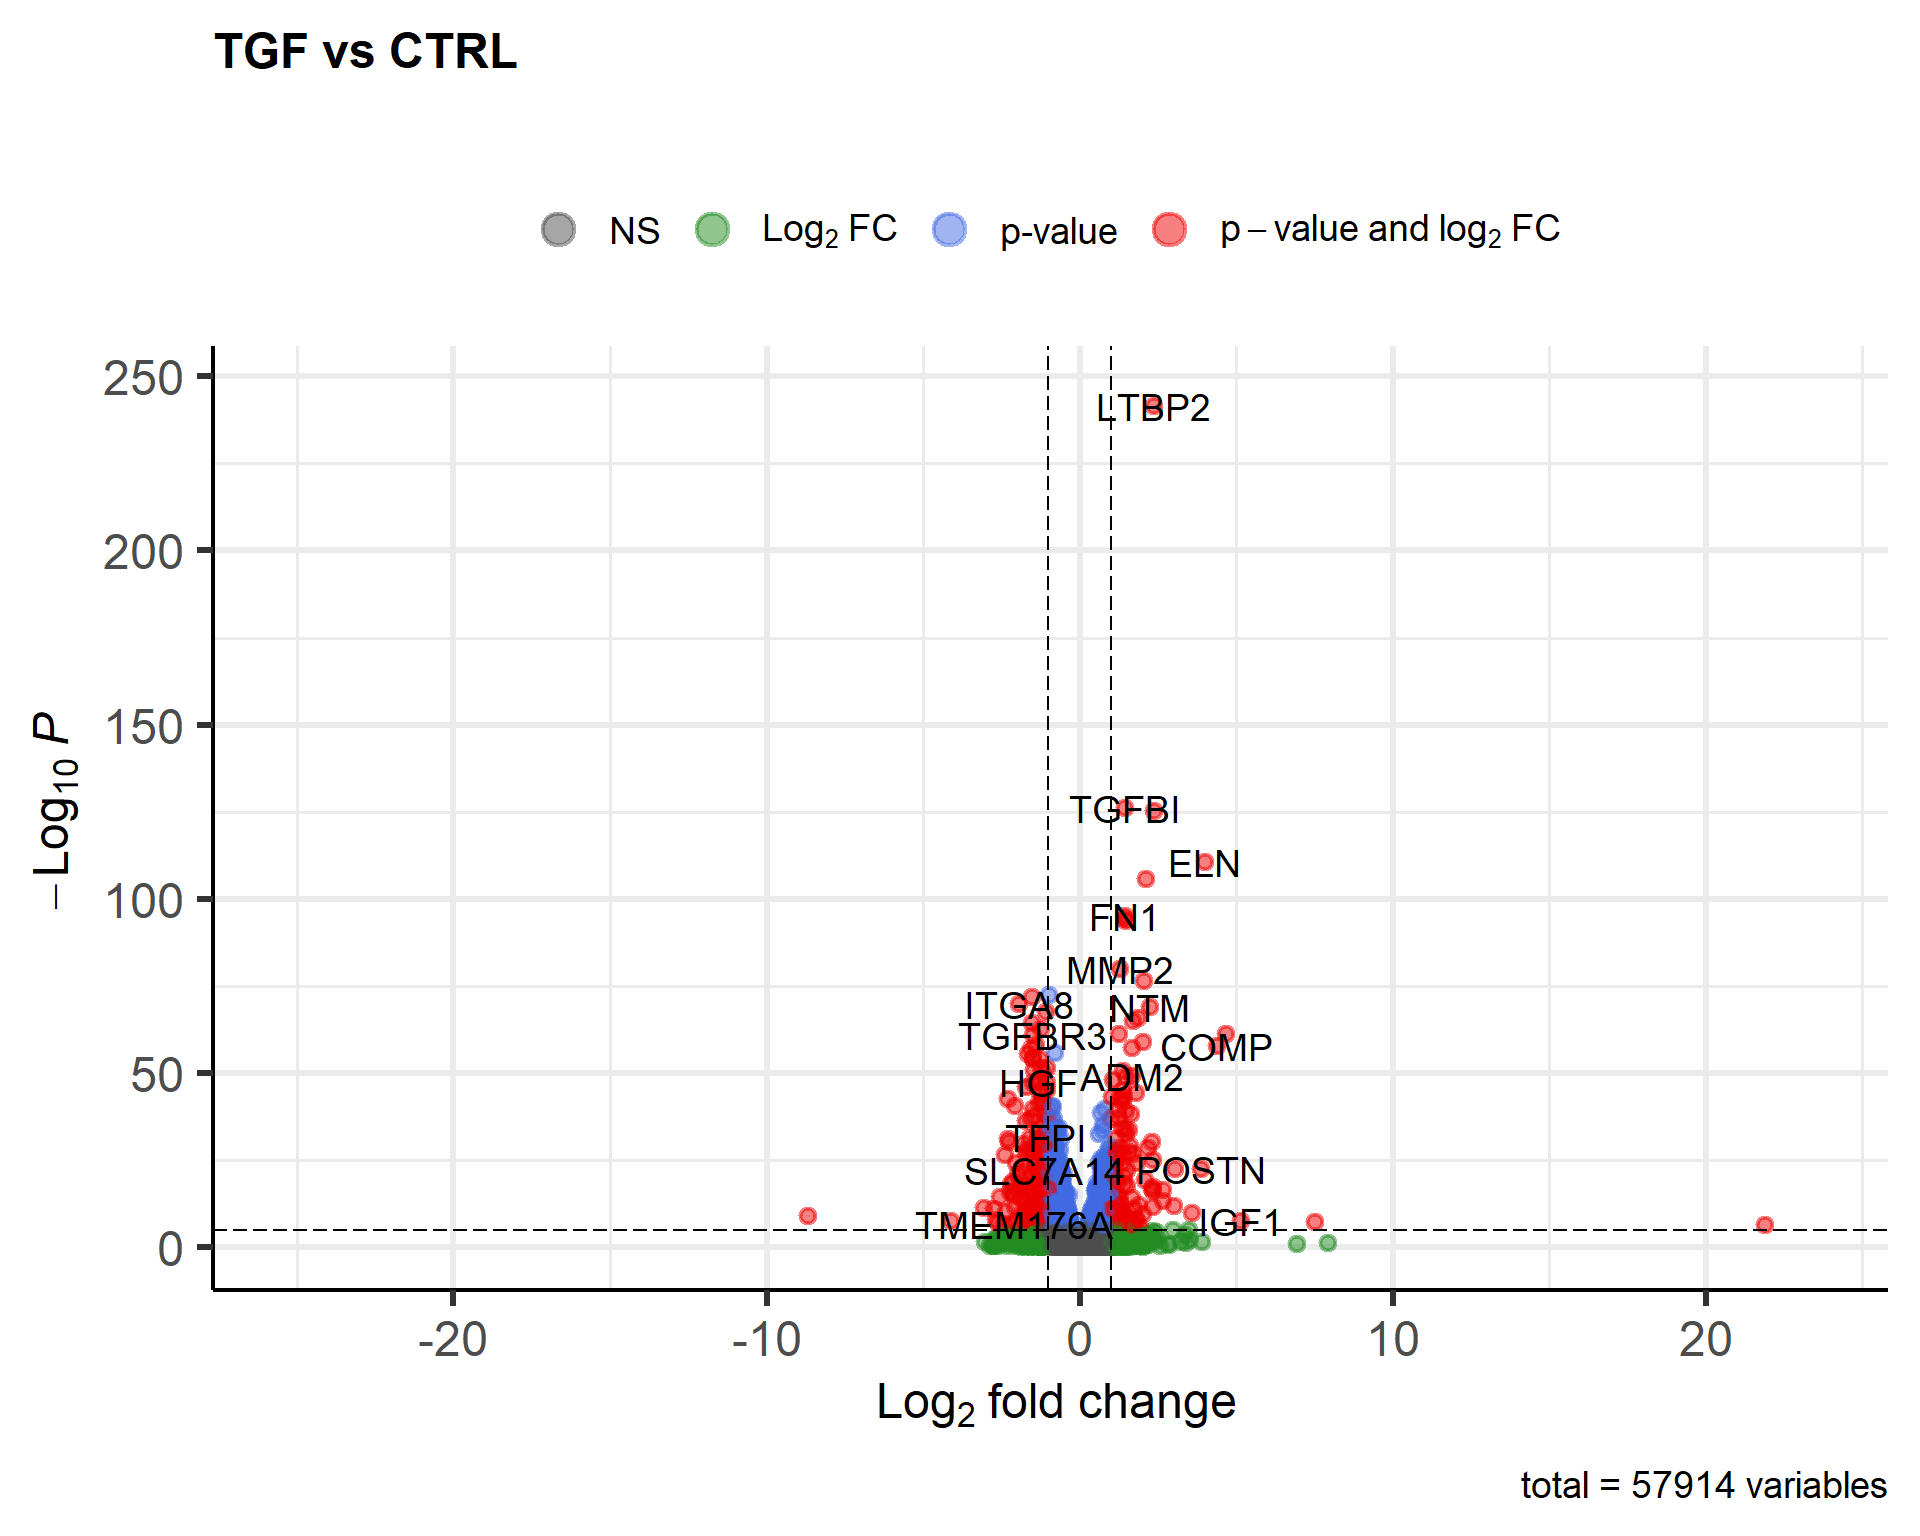 TGF vs CTRL
NS Log2 FC p-value p – value and log2 FC
250
200
150
100
50
0
−Log10 P
LTBP2
TGFBI
ELN
FN1
MMP2
ITGA8
NTM
TGFBR3
COMP
HGF
ADM2
TFPI
SLC7A14
POSTN
TMEM176A
IGF1
-20 -10 0 10 20
Log2 fold change
total = 57914 variables